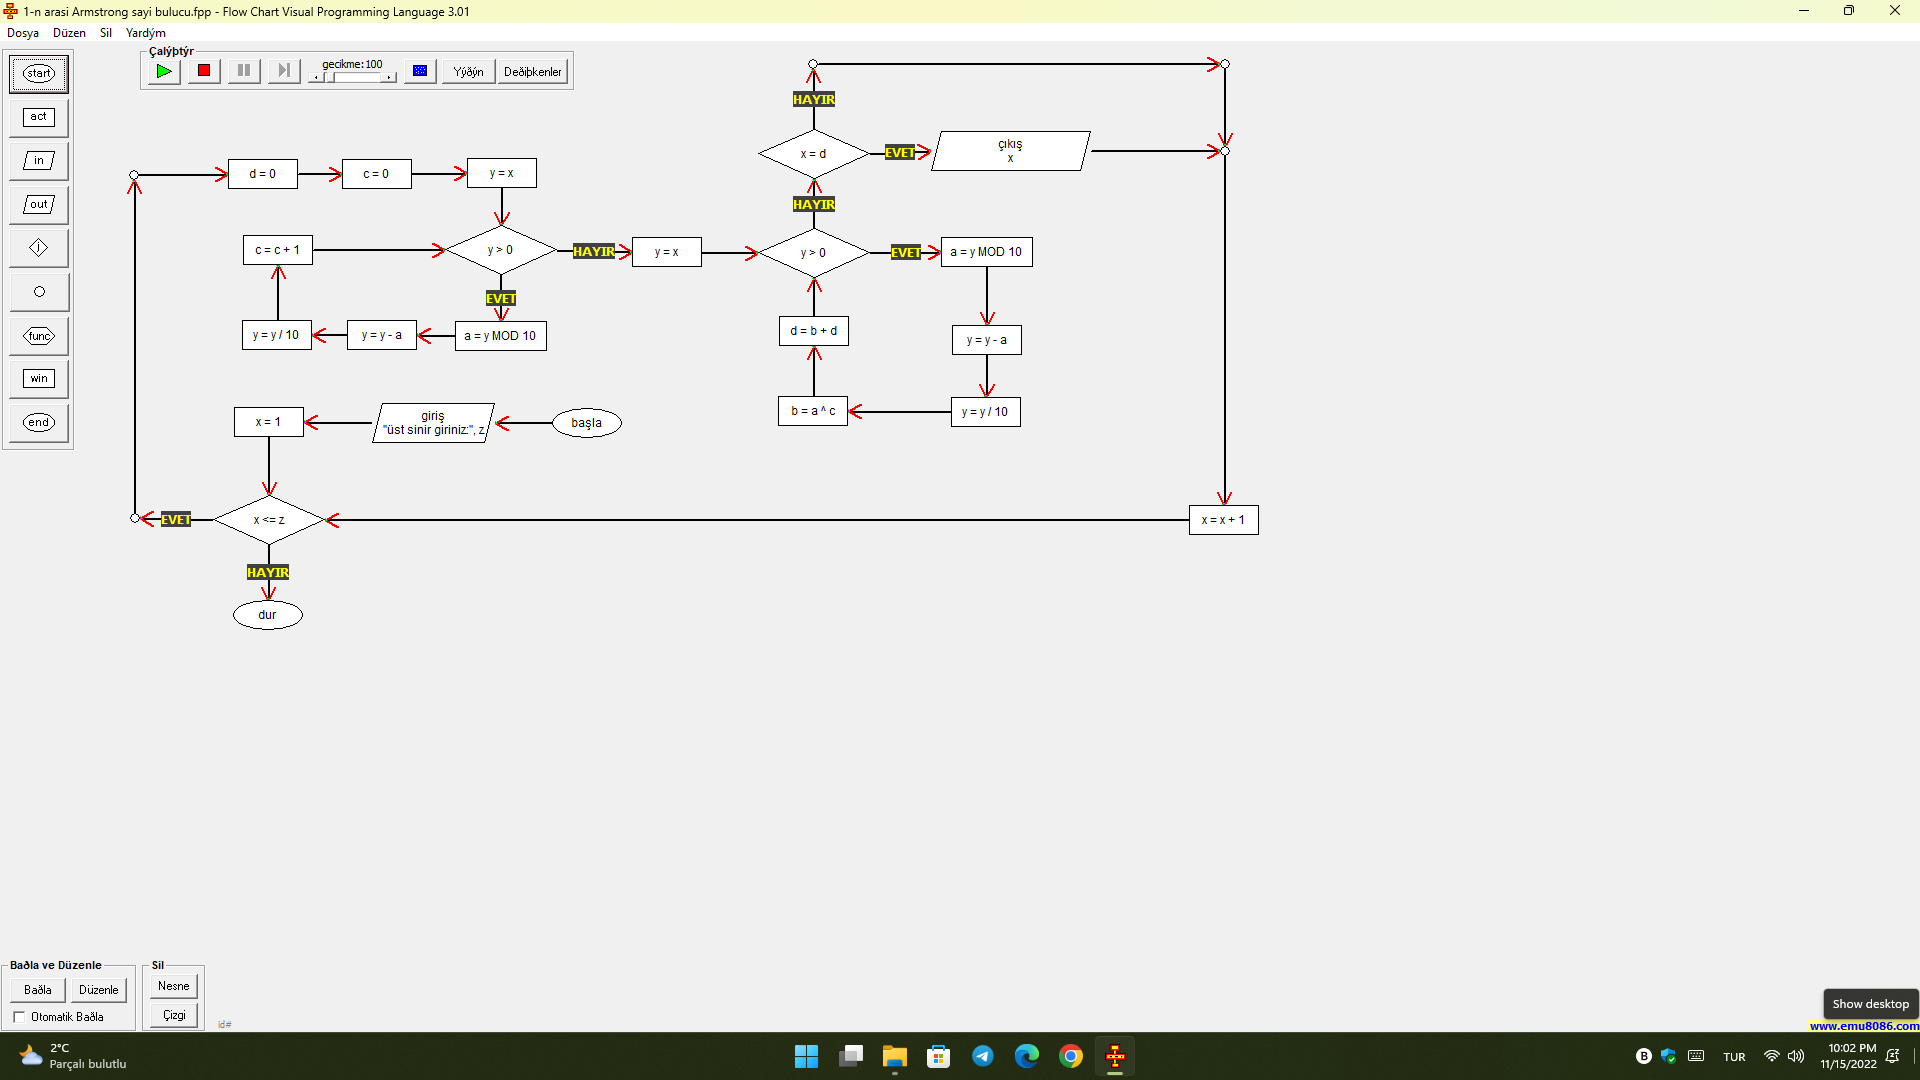 1-n arasi Armstrong sayi bulucu.fpp - Flow Chart Visual Programming Language 3.01
Dosya Düzen Sil Yardým
Çalýþtýr
gecikme:100
Yýðýn
Deðiþkenler
start
act
in
out
j
func
win
end
HAYIR
x = d
EVET
çıkış
x
HAYIR
d = 0
c = 0
y = x
c = c + 1
y > 0
HAYIR
y = x
y > 0
EVET
a = y MOD 10
EVET
y = y / 10
y = y - a
a = y MOD 10
d = b + d
y = y - a
b = a ^ c
y = y / 10
x = 1
giriş
"üst sinir giriniz:", z
başla
EVET
x <= z
x = x + 1
HAYIR
dur
Baðla ve Düzenle
Baðla
Düzenle
Otomatik Baðla
Sil
Nesne
Çizgi
id#
Show desktop
www.emu8086.com
2°C
Parçalı bulutlu
B
TUR
10:02 PM
11/15/2022